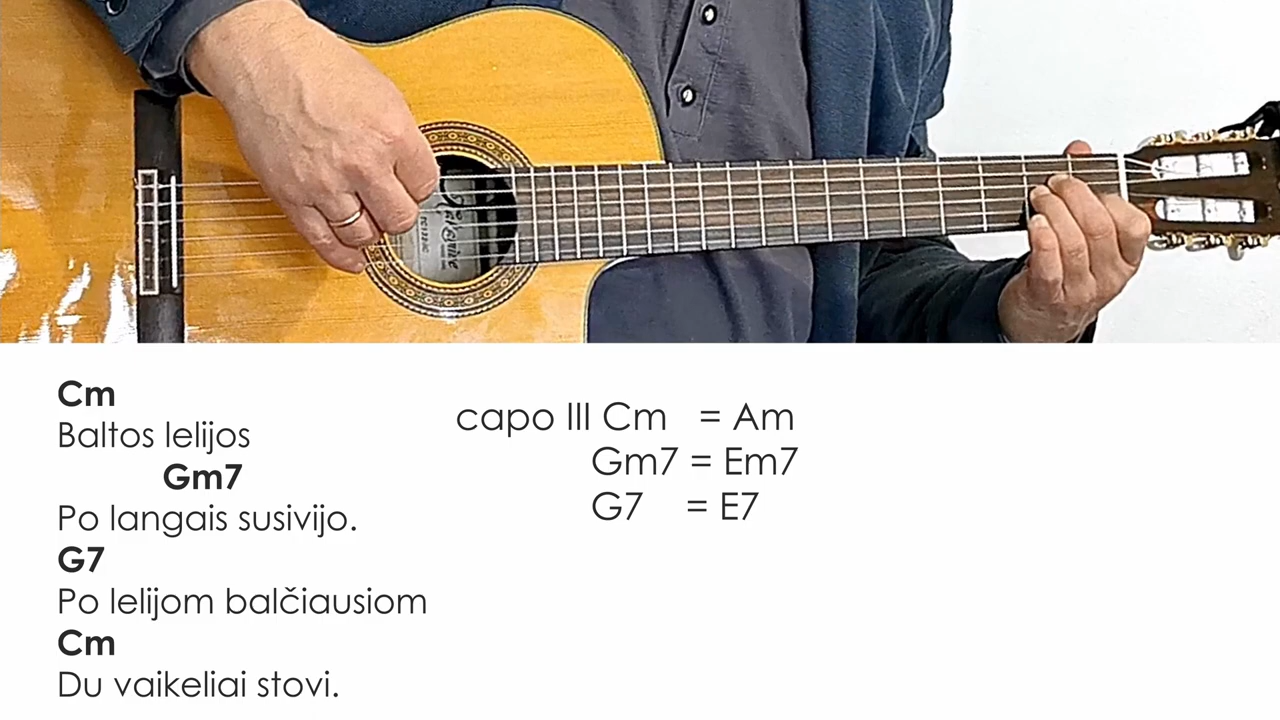 Cm
Baltos lelijos
Gm7
Po langais susivijo.
G7
Po lelijom balčiausiom
Cm
Du vaikeliai stovi.
capo III Cm = Am
Gm7 = Em7
G7 = E7